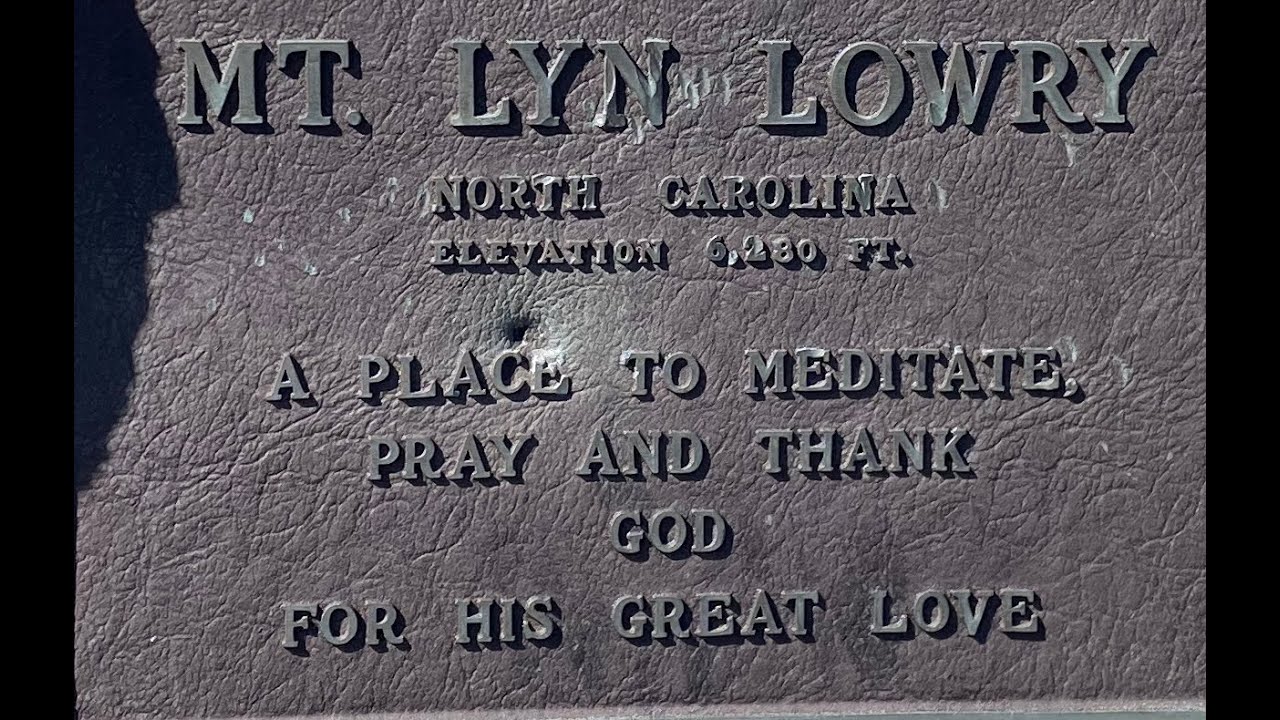 MT. LYN LOWRY
NORTH CAROLINA
ELEVATION 6,280 FT.
A PLACE TO MEDITATE,
PRAY AND THANK
GOD
FOR HIS GREAT LOVE